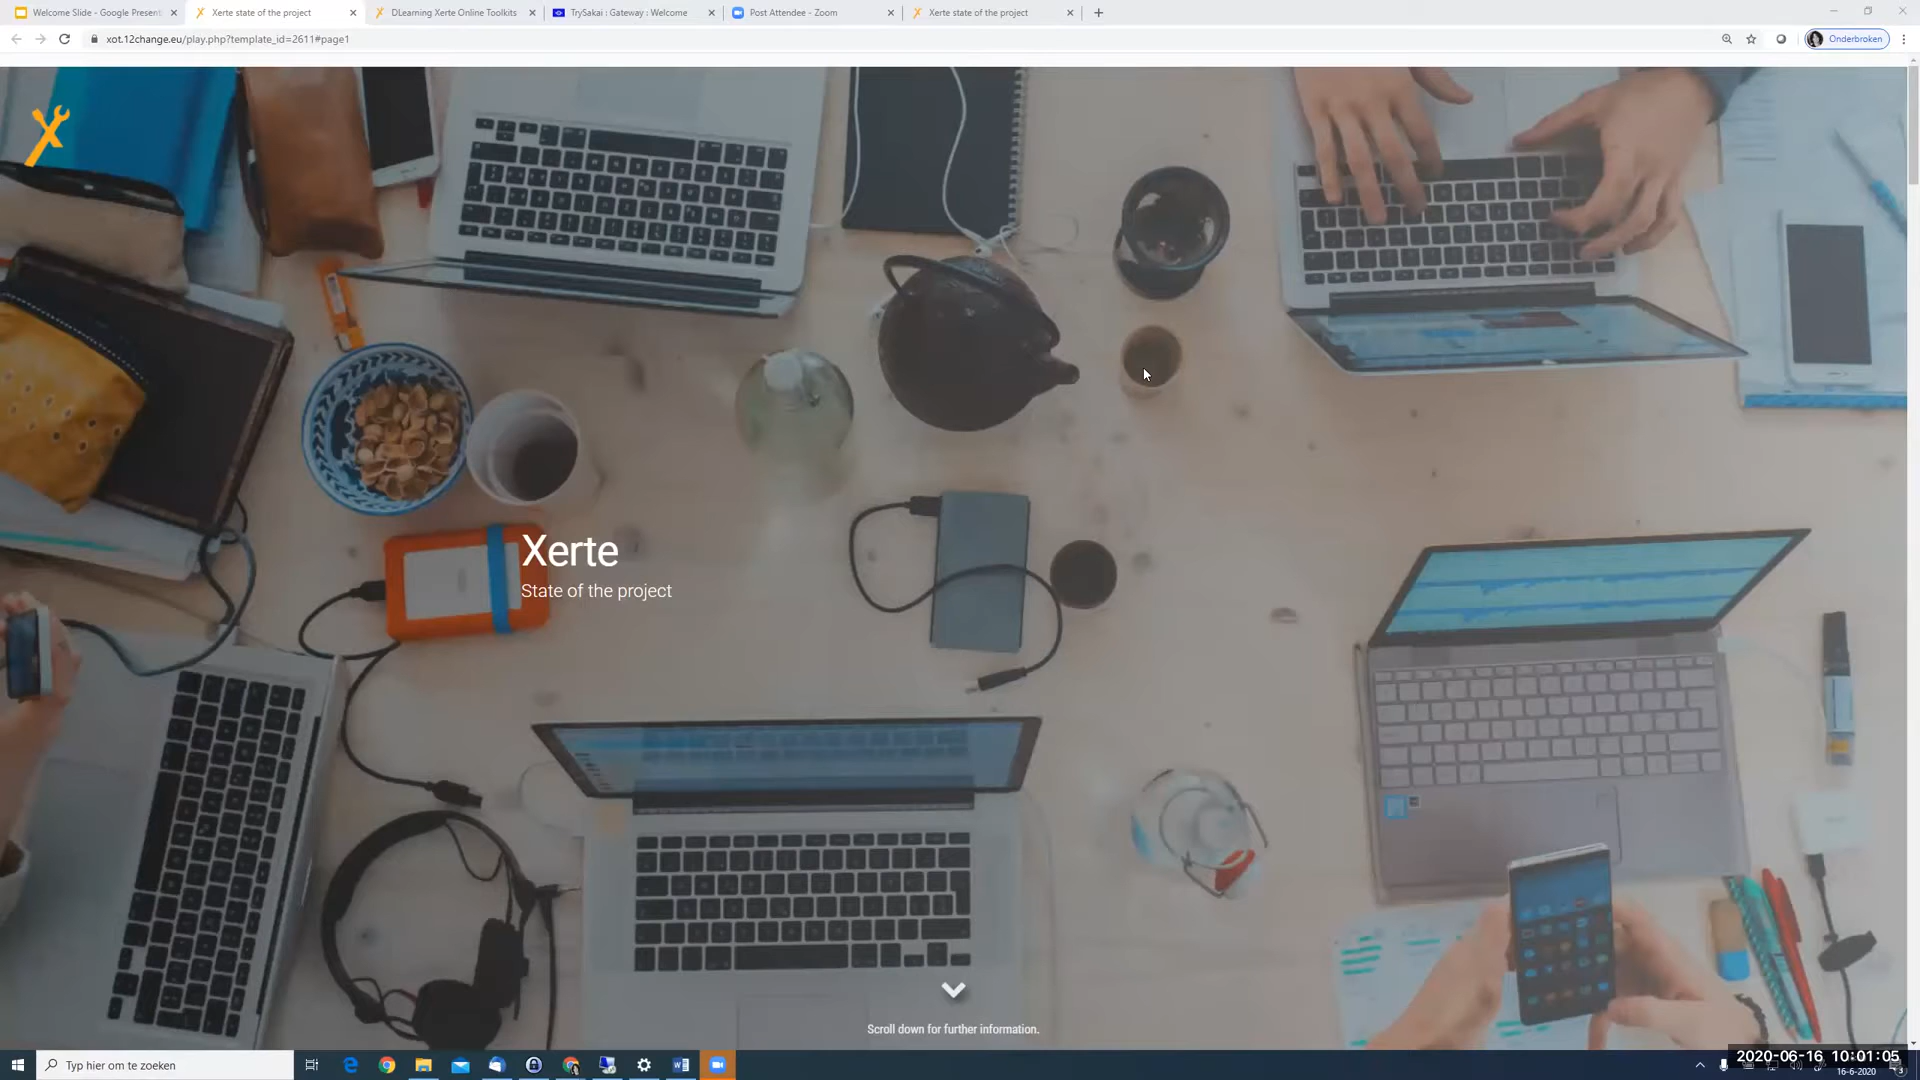 Welcome Slide - Google Present
Xerte state of the project
DLearning Xerte Online Toolkits
TrySakai : Gateway : Welcome
Post Attendee - Zoom
Xerte state of the project
xot.12change.eu/play.php?template_id=2611#page1
Onderbroken
Xerte
State of the project
Scroll down for further information.
Typ hier om te zoeken
2020-06-16 10:01:05
16-6-2020